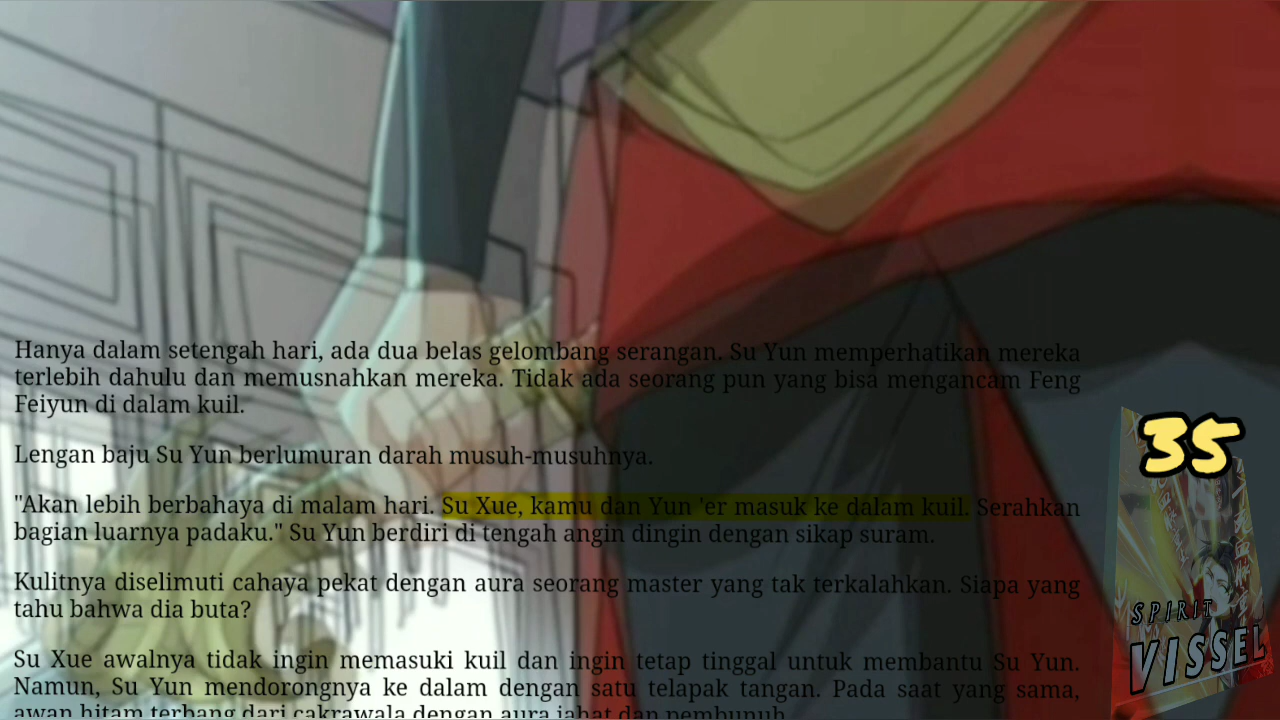 Hanya dalam setengah hari, ada dua belas gelombang serangan. Su Yun memperhatikan mereka
terlebih dahulu dan memusnahkan mereka. Tidak ada seorang pun yang bisa mengancam Feng
Feiyun di dalam kuil.
Lengan baju Su Yun berlumuran darah musuh-musuhnya.
"Akan lebih berbahaya di malam hari. Su Xue, kamu dan Yun 'er masuk ke dalam kuil. Serahkan
bagian luarnya padaku." Su Yun berdiri di tengah angin dingin dengan sikap suram.
Kulitnya diselimuti cahaya pekat dengan aura seorang master yang tak terkalahkan. Siapa yang
tahu bahwa dia buta?
Su Xue awalnya tidak ingin memasuki kuil dan ingin tetap tinggal untuk membantu Su Yun.
Namun, Su Yun mendorongnya ke dalam dengan satu telapak tangan. Pada saat yang sama,
awan hitam terbang dari cakrawala dengan aura jahat dan pembunuh.
35
SPIRIT
VISSEL